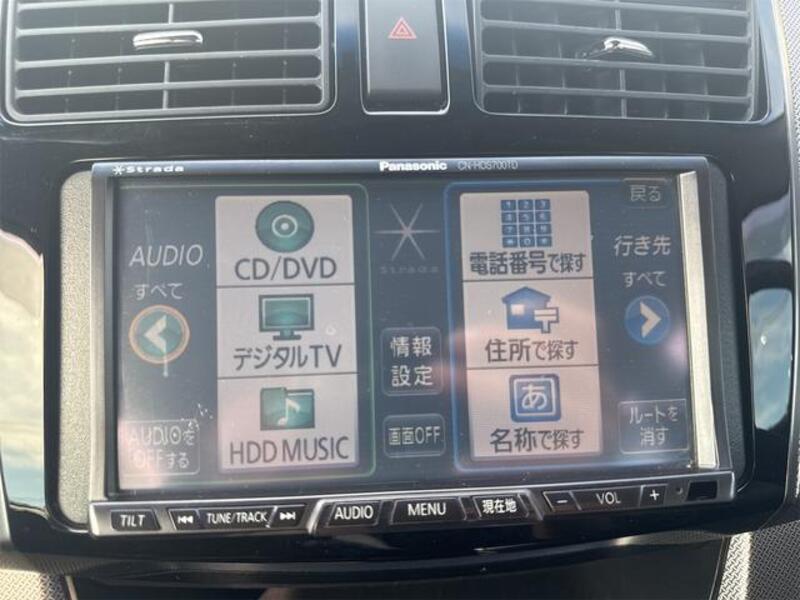 Strada
Panasonic
CN-HDS700TD
AUDIO
すべて
AUDIOを
OFFする
CD/DVD
デジタルTV
HDD MUSIC
Strada
情報
設定
画面OFF
電話番号で探す
住所で探す
あ
名称で探す
戻る
行き先
すべて
ルートを
消す
TILT
TUNE/TRACK
AUDIO
MENU
現在地
− VOL +